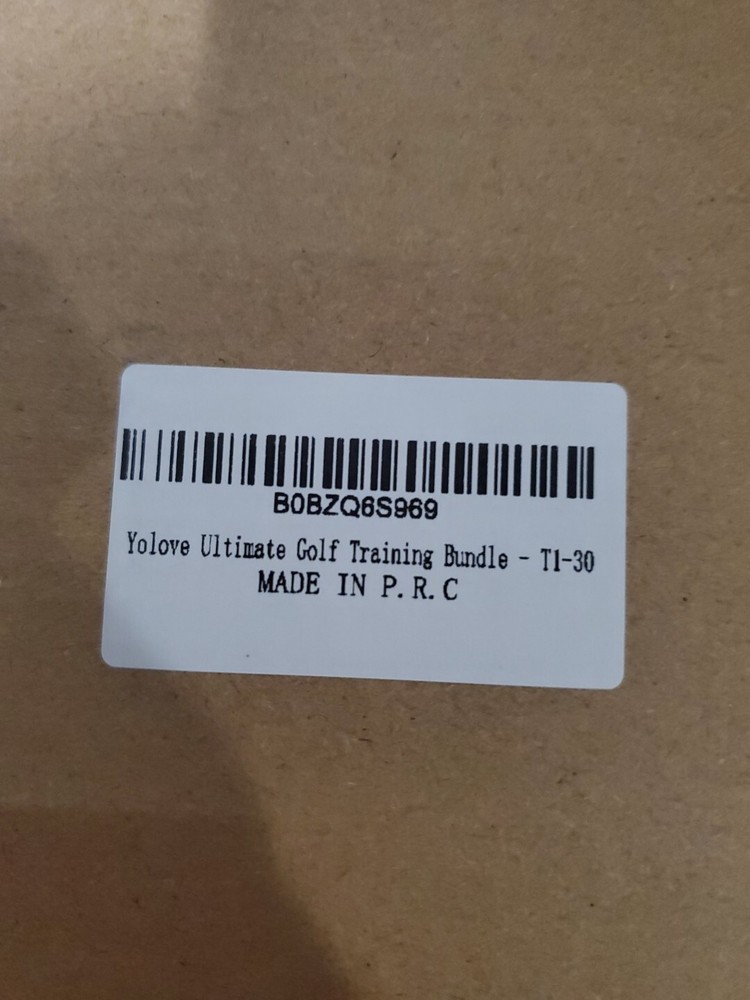 B0BZQ6S969
Yolove Ultimate Golf Training Bundle - T1-30
MADE IN P.R.C